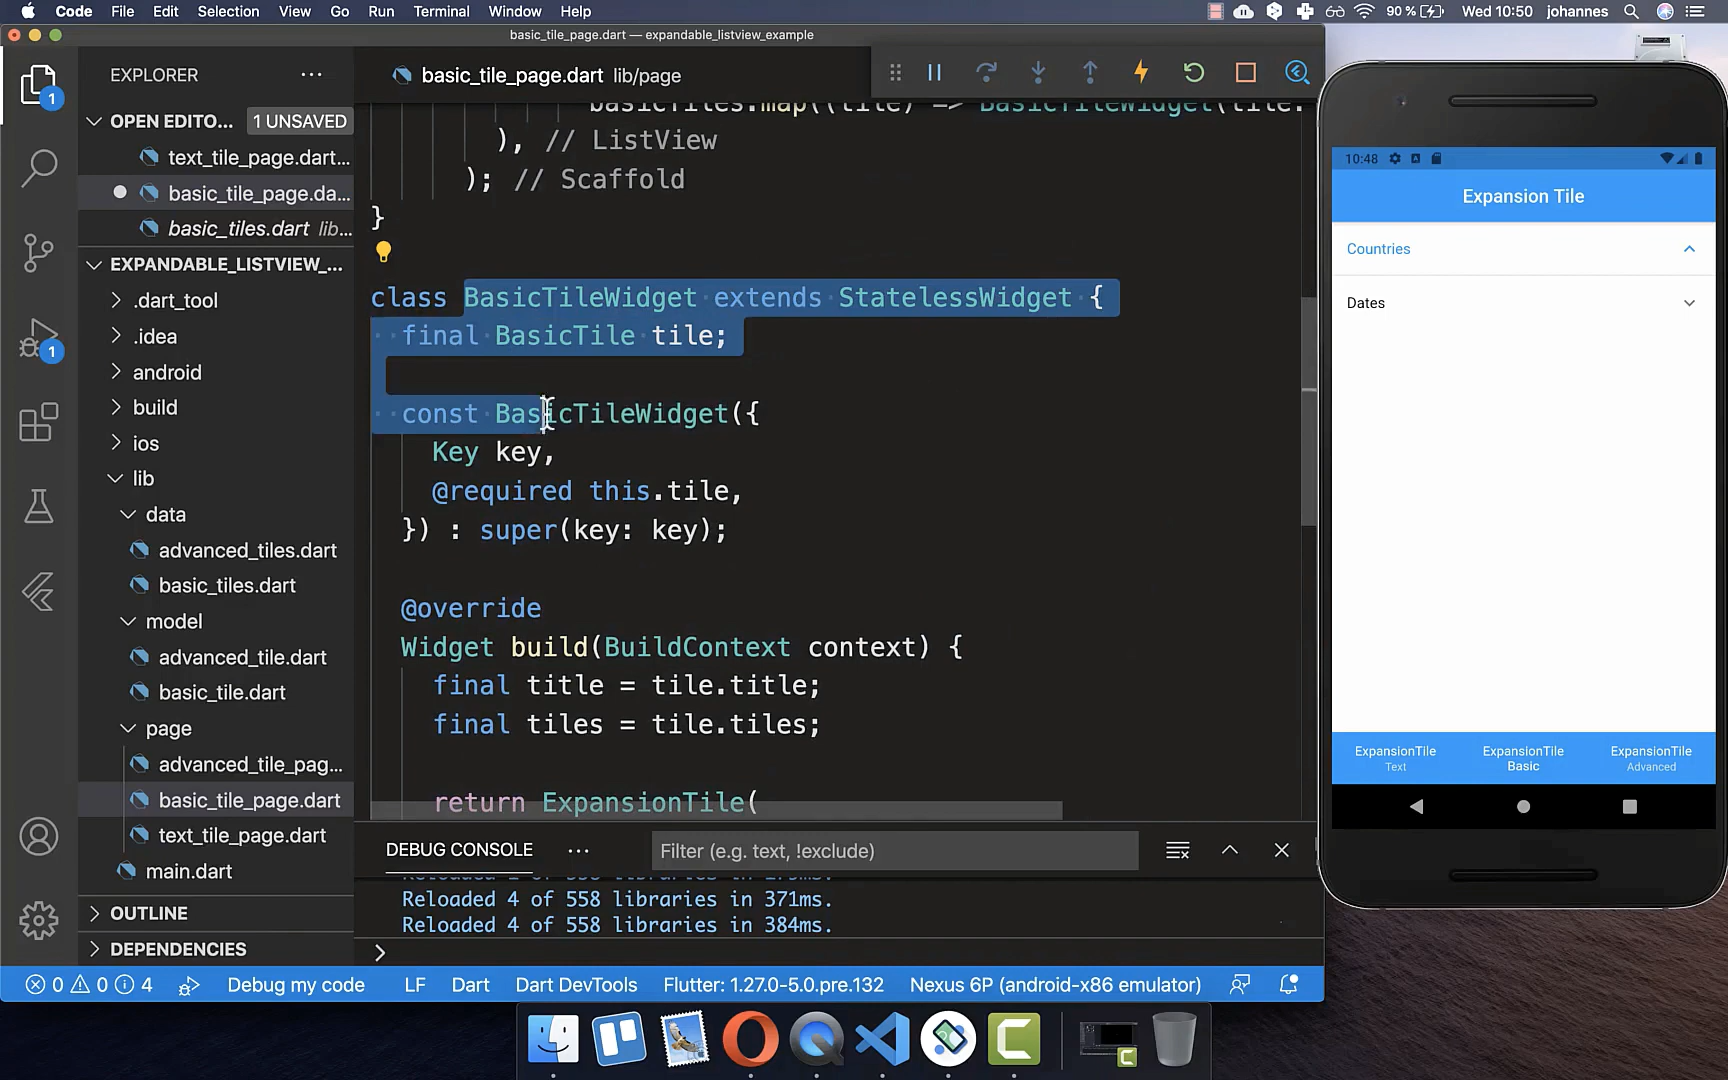 Code File Edit Selection View Go Run Terminal Window Help 90 % Wed 10:50 johannes
basic_tile_page.dart — expandable_listview_example
EXPLORER
basic_tile_page.dart lib/page
OPEN EDITO... 1 UNSAVED
text_tile_page.dart...
basic_tile_page.da...
basic_tiles.dart lib...
EXPANDABLE_LISTVIEW_...
.dart_tool
.idea
android
build
ios
lib
data
advanced_tiles.dart
basic_tiles.dart
model
advanced_tile.dart
basic_tile.dart
page
advanced_tile_pag...
basic_tile_page.dart
text_tile_page.dart
main.dart
OUTLINE
DEPENDENCIES
1
1
basicTiles.map((tile) => BasicTileWidget(tile:
), // ListView
); // Scaffold
}
class BasicTileWidget extends StatelessWidget {
final BasicTile tile;
const BasicTileWidget({
Key key,
@required this.tile,
}) : super(key: key);
@override
Widget build(BuildContext context) {
final title = tile.title;
final tiles = tile.tiles;
return ExpansionTile(
DEBUG CONSOLE
Filter (e.g. text, !exclude)
Reloaded 4 of 558 libraries in 371ms.
Reloaded 4 of 558 libraries in 384ms.
0 0 4 Debug my code LF Dart Dart DevTools Flutter: 1.27.0-5.0.pre.132 Nexus 6P (android-x86 emulator)
10:48
Expansion Tile
Countries
Dates
ExpansionTile
Text
ExpansionTile
Basic
ExpansionTile
Advanced